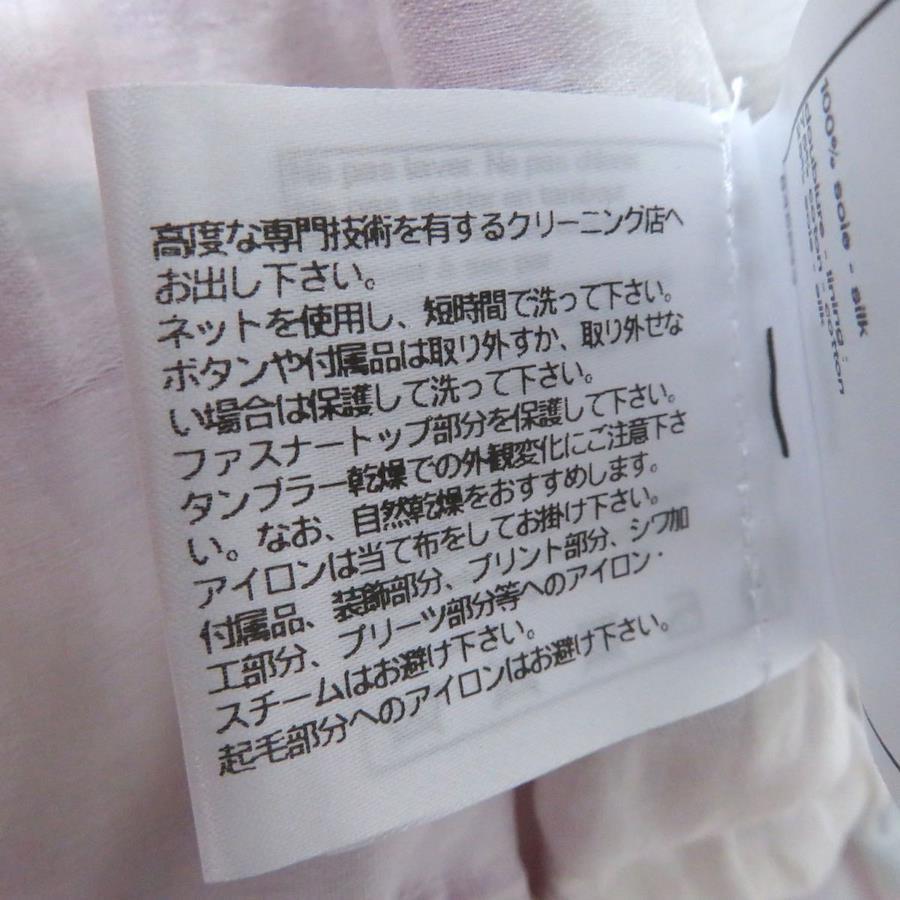 高度な専門技術を有するクリーニング店へ
お出し下さい。
ネットを使用し、短時間で洗って下さい。
ボタンや付属品は取り外すか、取り外せな
い場合は保護して洗って下さい。
ファスナートップ部分を保護して下さい。
タンブラー乾燥での外観変化にご注意下さ
い。なお、自然乾燥をおすすめします。
アイロンは当て布をしてお掛け下さい。
付属品、装飾部分、プリント部分、シワ加
工部分、プリーツ部分等へのアイロン・
スチームはお避け下さい。
起毛部分へのアイロンはお避け下さい。
100% soie - silk
doublure - lining :
coton - cotton
soie - silk